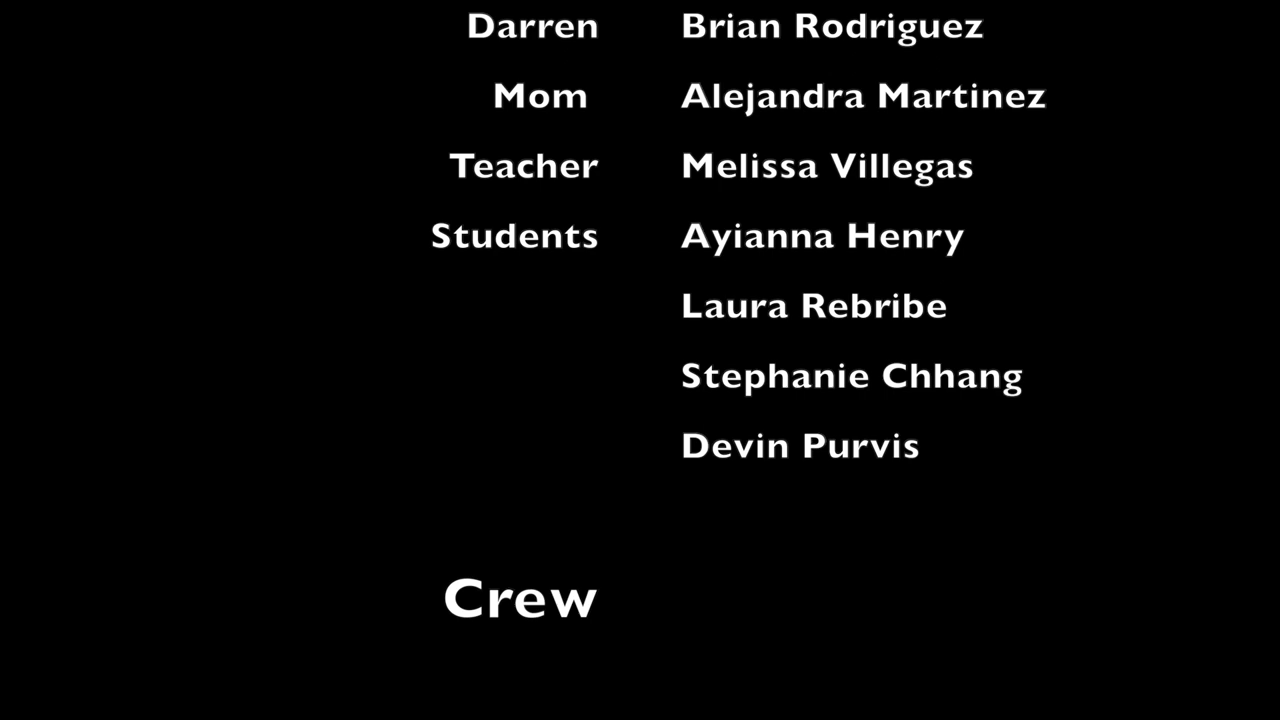 Darren Brian Rodriguez
Mom Alejandra Martinez
Teacher Melissa Villegas
Students Ayianna Henry
Laura Rebribe
Stephanie Chhang
Devin Purvis
Crew